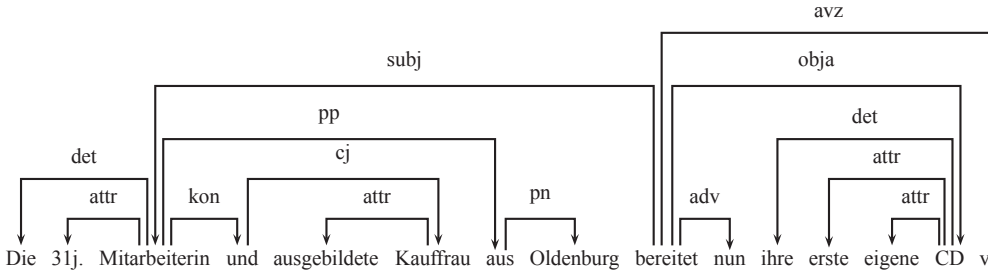 avz
subj obja
pp det
det cj attr
attr kon attr pn adv attr
Die 31j. Mitarbeiterin und ausgebildete Kauffrau aus Oldenburg bereitet nun ihre erste eigene CD v